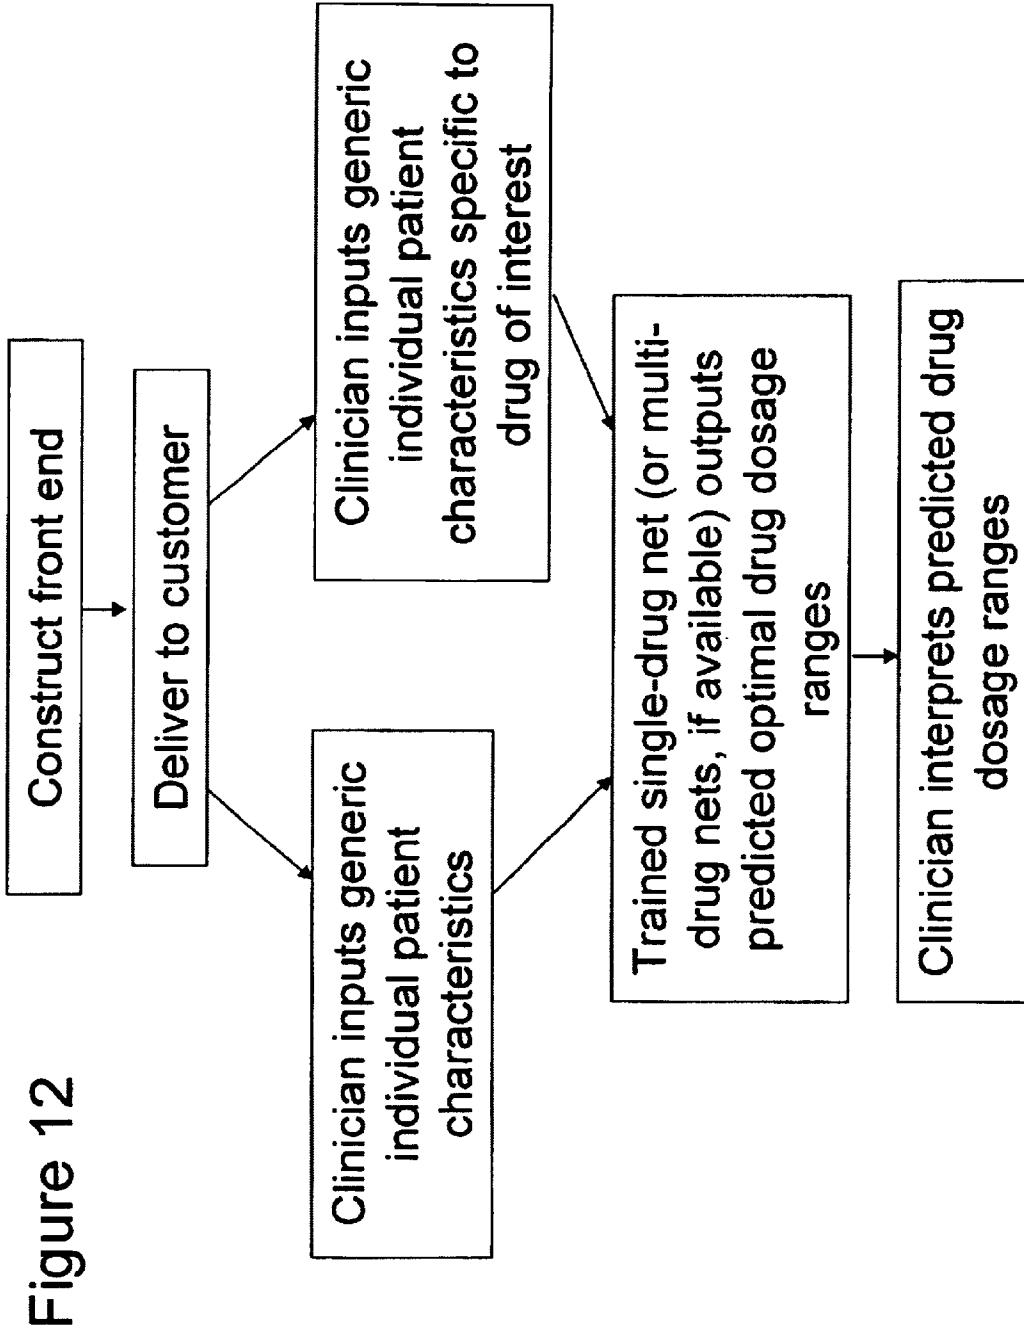 Figure 12
Construct front end
Deliver to customer
Clinician inputs generic
individual patient
characteristics
Clinician inputs generic
individual patient
characteristics specific to
drug of interest
Trained single-drug net (or multi-
drug nets, if available) outputs
predicted optimal drug dosage
ranges
Clinician interprets predicted drug
dosage ranges